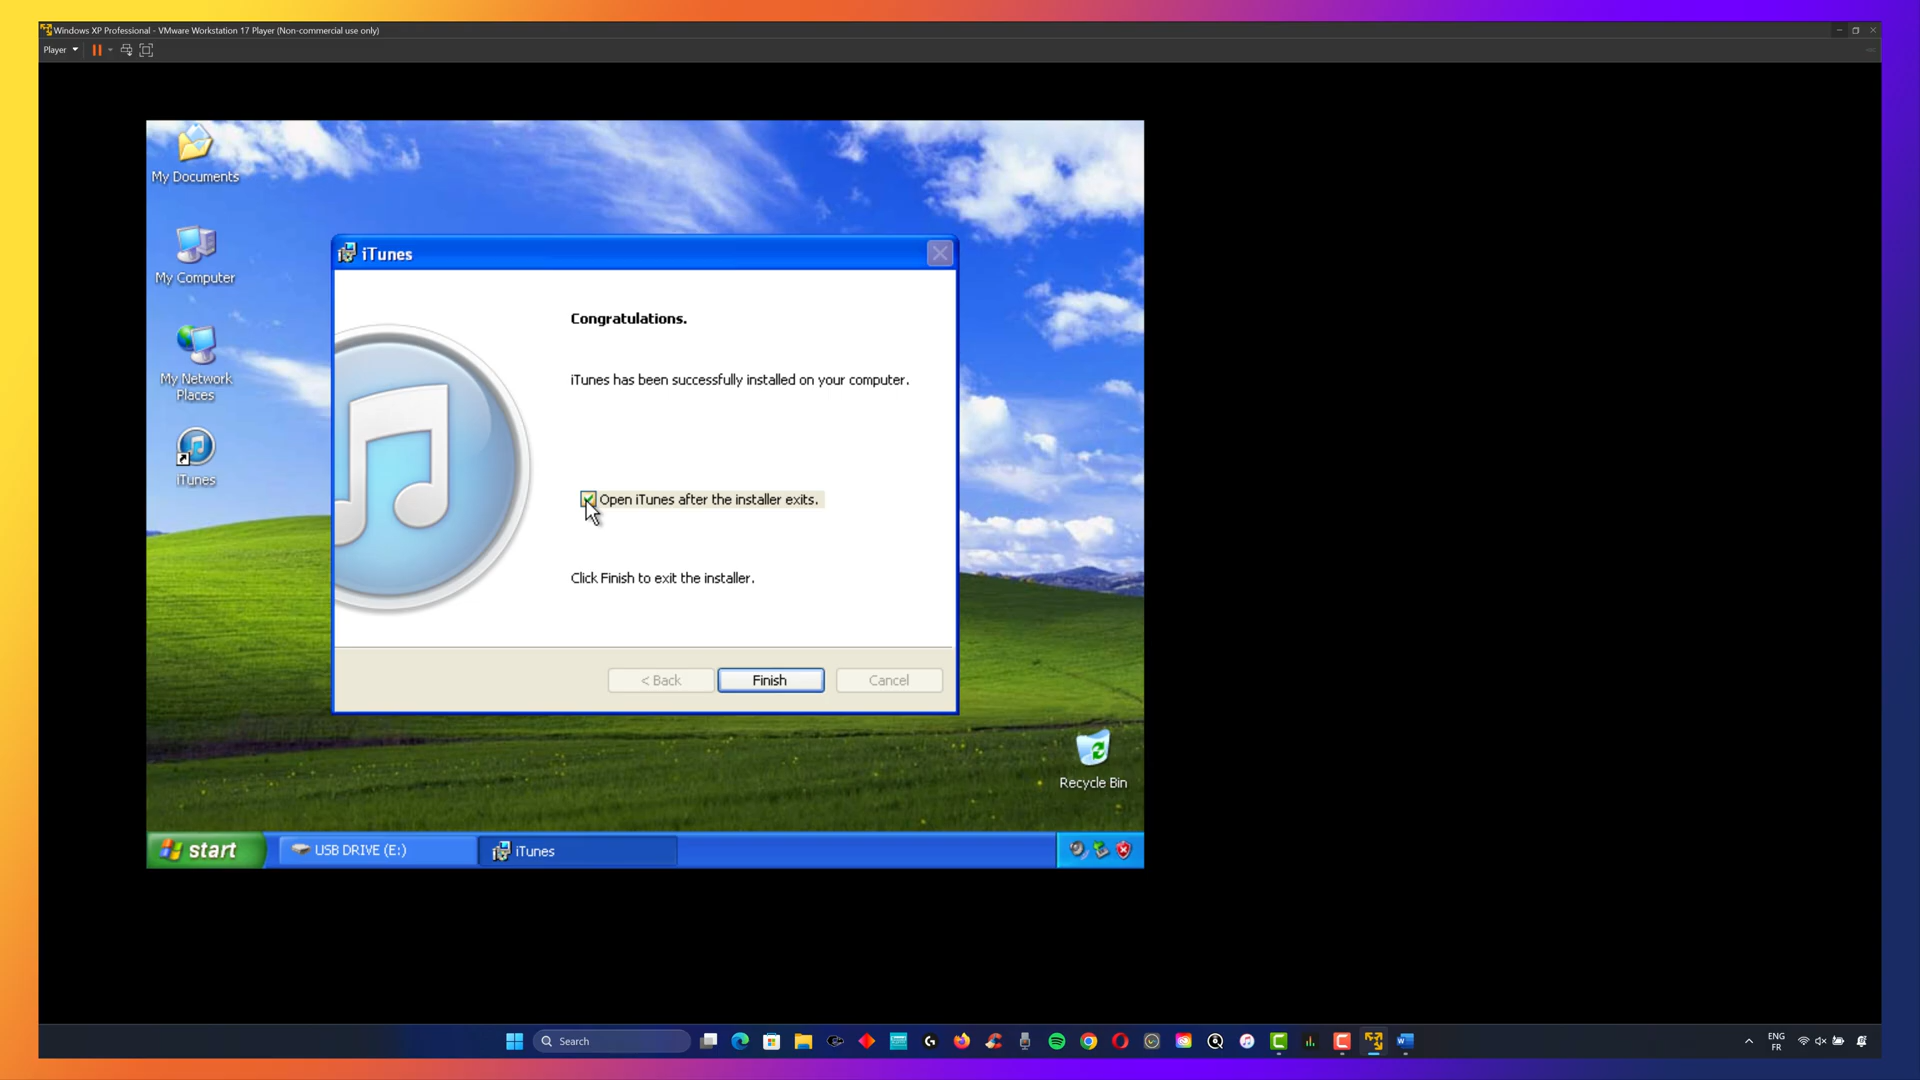 Windows XP Professional - VMware Workstation 17 Player (Non-commercial use only)
Player
My Documents
My Computer
My Network
Places
iTunes
iTunes
Congratulations.
iTunes has been successfully installed on your computer.
Open iTunes after the installer exits.
Click Finish to exit the installer.
< Back
Finish
Cancel
Recycle Bin
start
USB DRIVE (E:)
iTunes
Search
ENG
FR